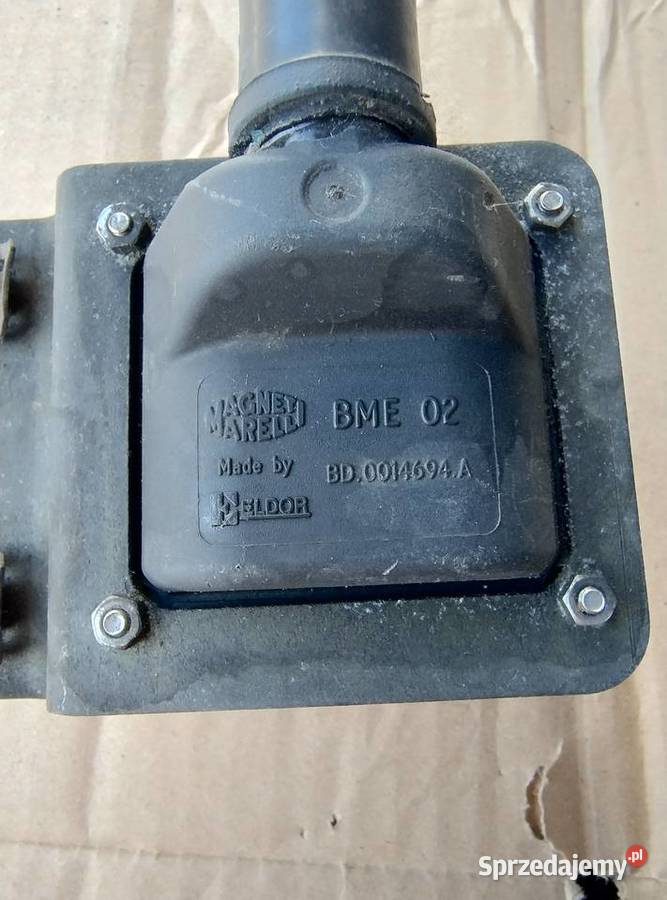 MAGNETI
MARELLI
BME 02
Made by
BD.0014694.A
ELDOR
Sprzedajemy.pl